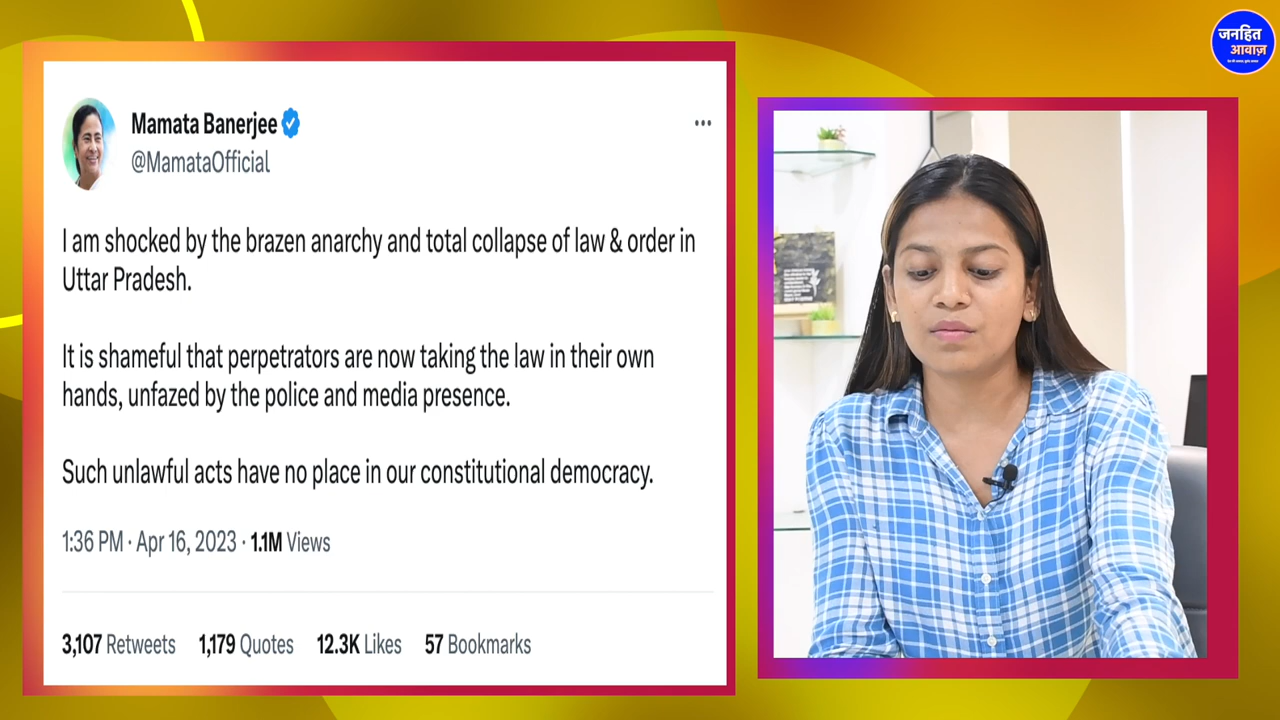 जनहित
आवाज़
Mamata Banerjee
@MamataOfficial
I am shocked by the brazen anarchy and total collapse of law & order in
Uttar Pradesh.
It is shameful that perpetrators are now taking the law in their own
hands, unfazed by the police and media presence.
Such unlawful acts have no place in our constitutional democracy.
1:36 PM · Apr 16, 2023 · 1.1M Views
3,107 Retweets 1,179 Quotes 12.3K Likes 57 Bookmarks